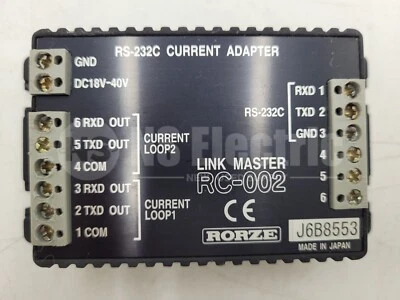 RS-232C CURRENT ADAPTER
GND
DC18V-40V
6 RXD OUT
5 TXD OUT
4 COM
CURRENT
LOOP2
3 RXD OUT
2 TXD OUT
1 COM
CURRENT
LOOP1
RS-232C
RXD 1
TXD 2
GND 3
4
5
6
LINK MASTER
RC-002
CE
RORZE
J6B8553
MADE IN JAPAN